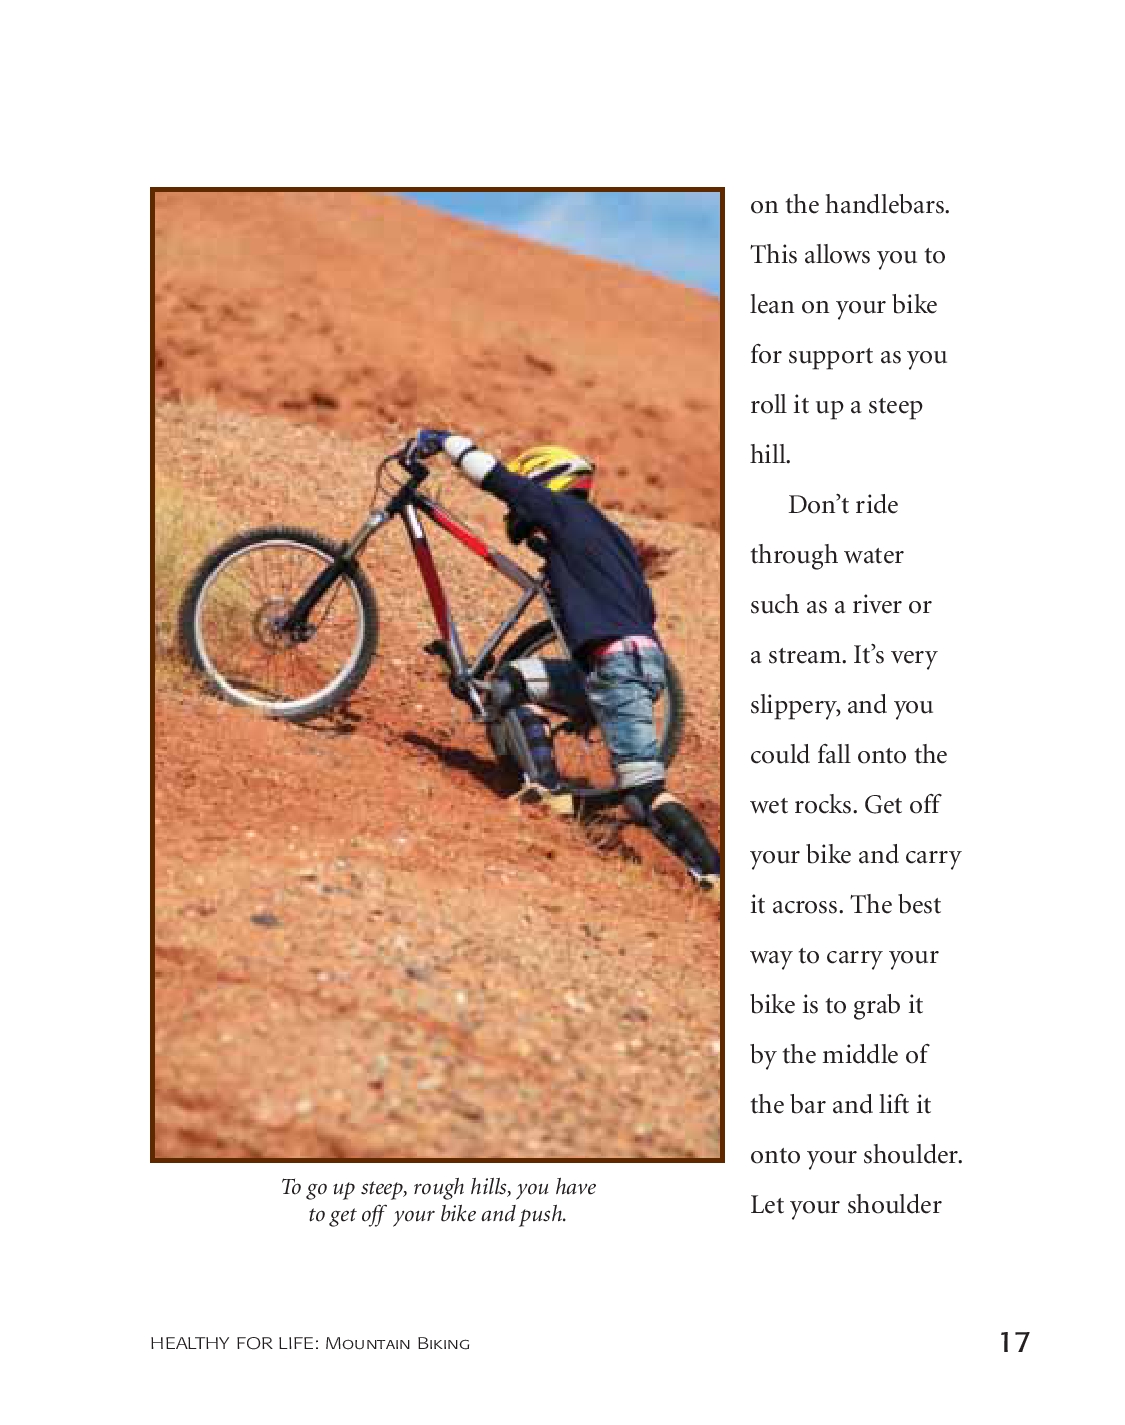 on the handlebars.
This allows you to
lean on your bike
for support as you
roll it up a steep
hill.
Don’t ride
through water
such as a river or
a stream. It’s very
slippery, and you
could fall onto the
wet rocks. Get off
your bike and carry
it across. The best
way to carry your
bike is to grab it
by the middle of
the bar and lift it
onto your shoulder.
Let your shoulder
To go up steep, rough hills, you have
to get off your bike and push.
HEALTHY FOR LIFE: Mountain Biking
17